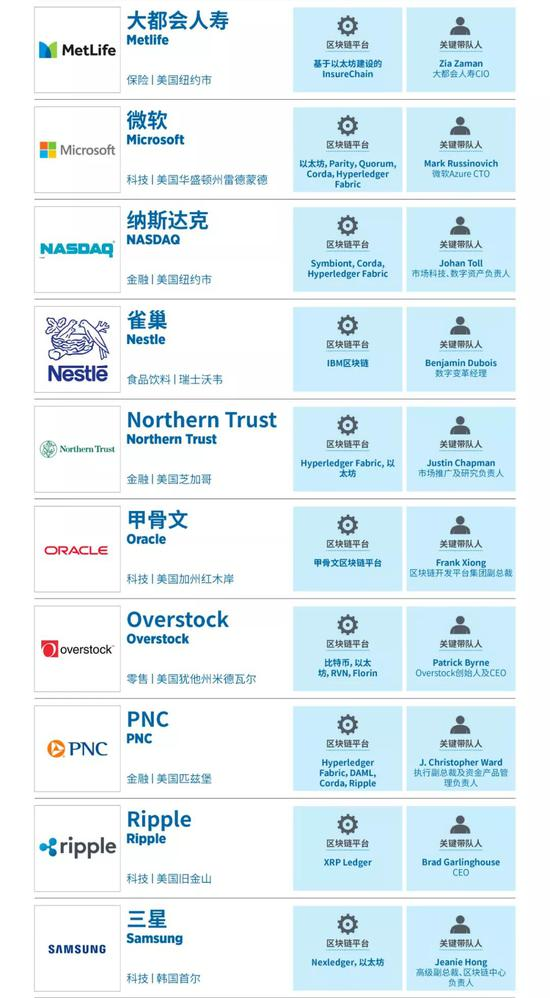 MetLife
大都会人寿
Metlife
保险 | 美国纽约市
区块链平台
基于以太坊建设的
InsureChain
关键带队人
Zia Zaman
大都会人寿CIO
Microsoft
微软
Microsoft
科技 | 美国华盛顿州雷德蒙德
区块链平台
以太坊, Parity, Quorum,
Corda, Hyperledger
Fabric
关键带队人
Mark Russinovich
微软Azure CTO
NASDAQ
纳斯达克
NASDAQ
金融 | 美国纽约市
区块链平台
Symbiont, Corda,
Hyperledger Fabric
关键带队人
Johan Toll
市场科技、数字资产负责人
Nestlé
雀巢
Nestle
食品饮料 | 瑞士沃韦
区块链平台
IBM区块链
关键带队人
Benjamin Dubois
数字变革经理
Northern Trust
Northern Trust
Northern Trust
金融 | 美国芝加哥
区块链平台
Hyperledger Fabric, 以
太坊
关键带队人
Justin Chapman
市场推广及研究负责人
ORACLE
甲骨文
Oracle
科技 | 美国加州红木岸
区块链平台
甲骨文区块链平台
关键带队人
Frank Xiong
区块链开发平台集团副总裁
overstock
Overstock
Overstock
零售 | 美国犹他州米德瓦尔
区块链平台
比特币, 以太
坊, RVN, Florin
关键带队人
Patrick Byrne
Overstock创始人及CEO
PNC
PNC
PNC
金融 | 美国匹兹堡
区块链平台
Hyperledger
Fabric, DAML,
Corda, Ripple
关键带队人
J. Christopher Ward
执行副总裁及资金产品管
理负责人
ripple
Ripple
Ripple
科技 | 美国旧金山
区块链平台
XRP Ledger
关键带队人
Brad Garlinghouse
CEO
SAMSUNG
三星
Samsung
科技 | 韩国首尔
区块链平台
Nexledger, 以太坊
关键带队人
Jeanie Hong
高级副总裁、区块链中心
负责人